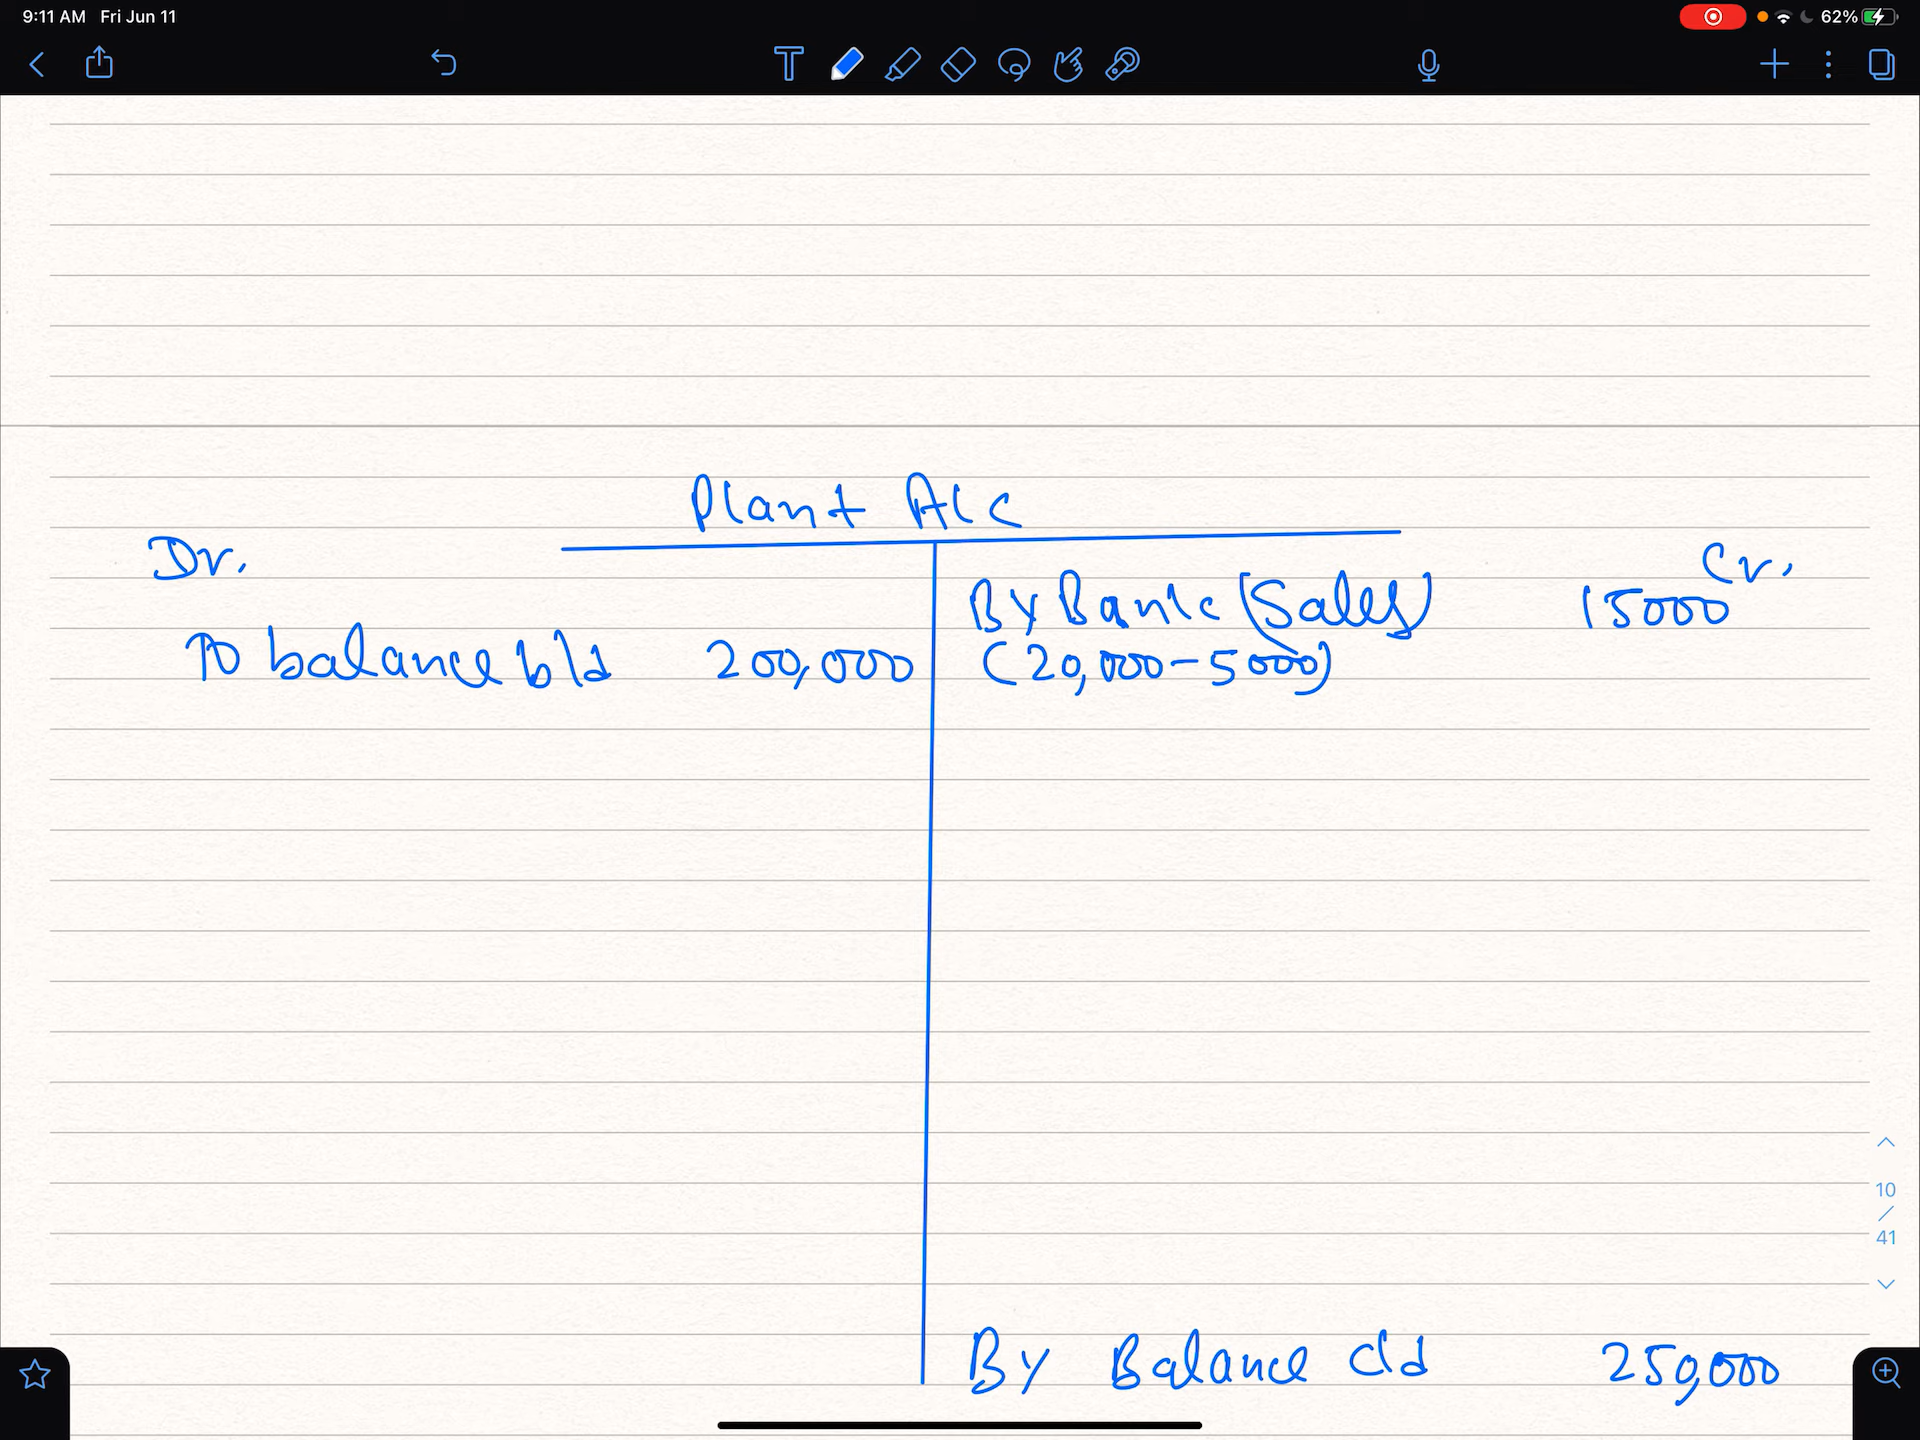 9:11 AM Fri Jun 11
62%
Plant A/c
Dr.
Cr.
By Bank (Sales) 15000
To balance b/d 200,000
(20,000-5000)
10
/
41
By Balance c/d 250,000